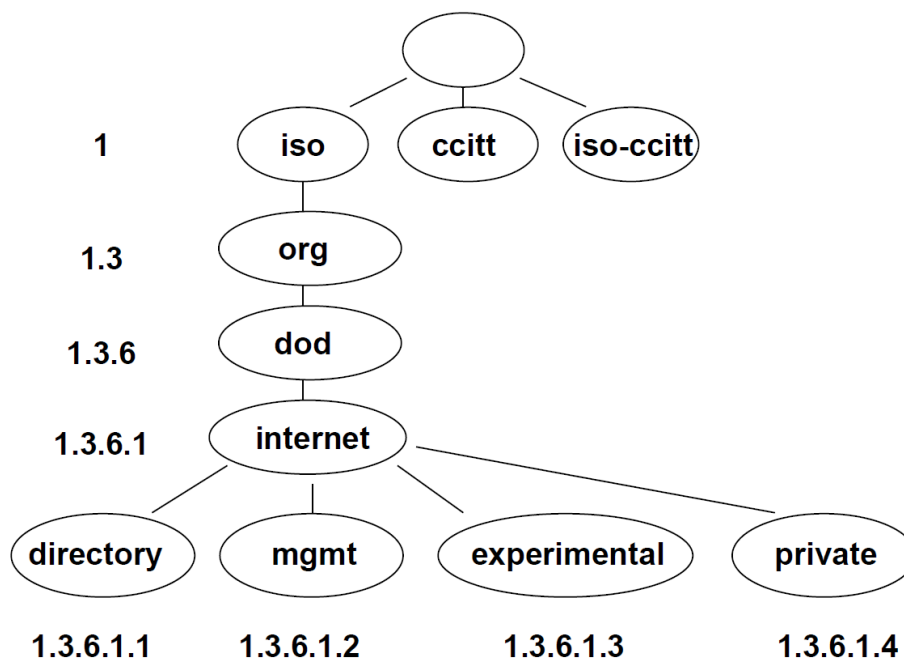 1 iso ccitt iso-ccitt
1.3 org
1.3.6 dod
1.3.6.1 internet
directory mgmt experimental private
1.3.6.1.1 1.3.6.1.2 1.3.6.1.3 1.3.6.1.4